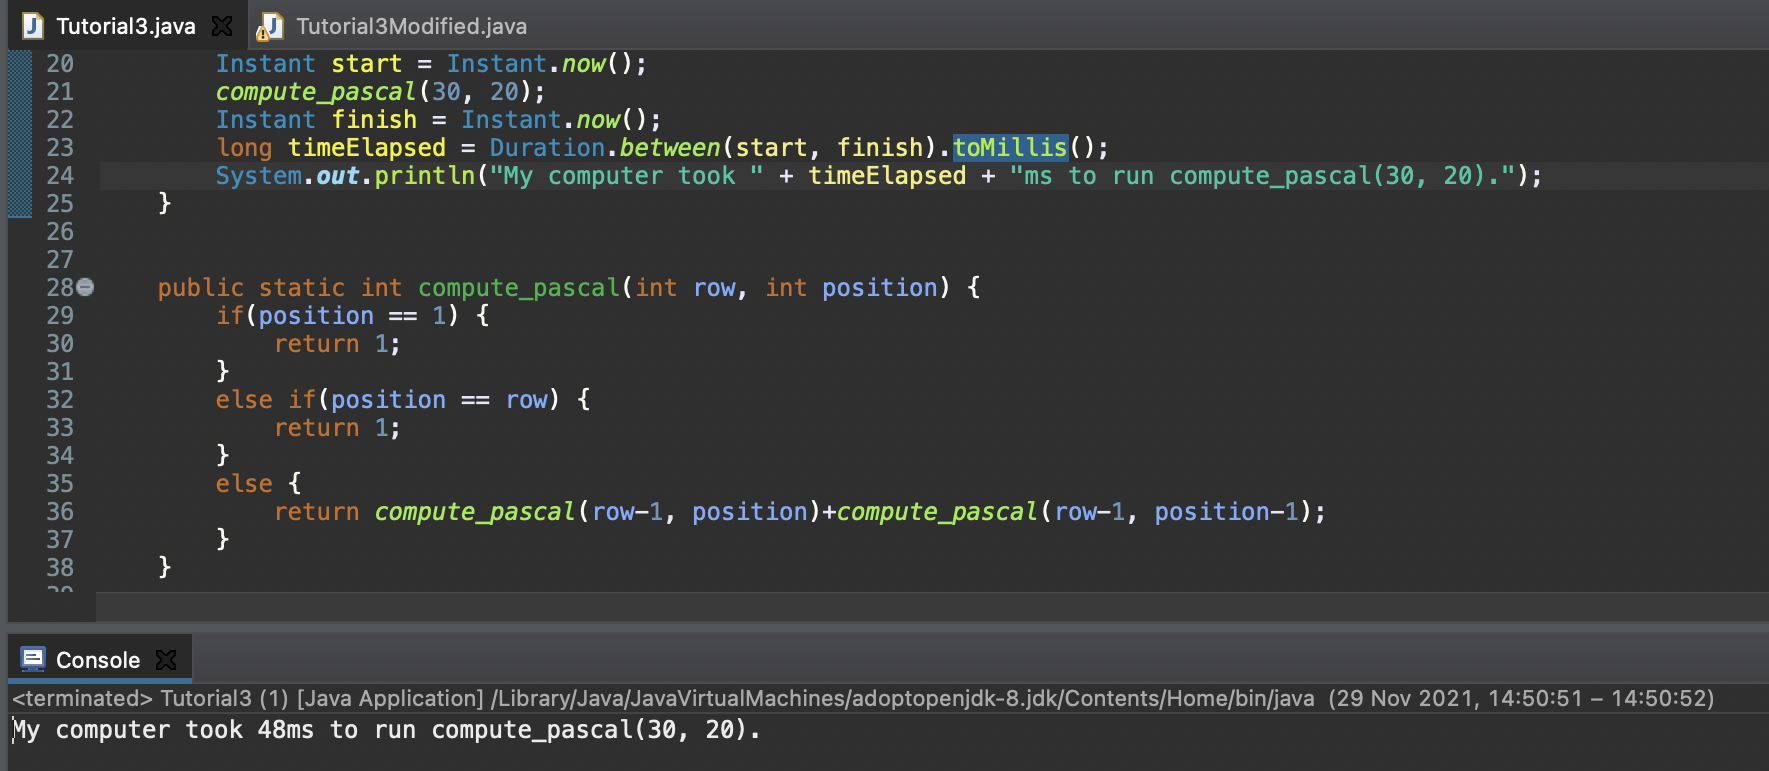 Tutorial3.java
Tutorial3Modified.java
20 Instant start = Instant.now();
21 compute_pascal(30, 20);
22 Instant finish = Instant.now();
23 long timeElapsed = Duration.between(start, finish).toMillis();
24 System.out.println("My computer took " + timeElapsed + "ms to run compute_pascal(30, 20).");
25 }
26
27
28 public static int compute_pascal(int row, int position) {
29 if(position == 1) {
30 return 1;
31 }
32 else if(position == row) {
33 return 1;
34 }
35 else {
36 return compute_pascal(row-1, position)+compute_pascal(row-1, position-1);
37 }
38 }
39
Console
<terminated> Tutorial3 (1) [Java Application] /Library/Java/JavaVirtualMachines/adoptopenjdk-8.jdk/Contents/Home/bin/java (29 Nov 2021, 14:50:51 – 14:50:52)
My computer took 48ms to run compute_pascal(30, 20).